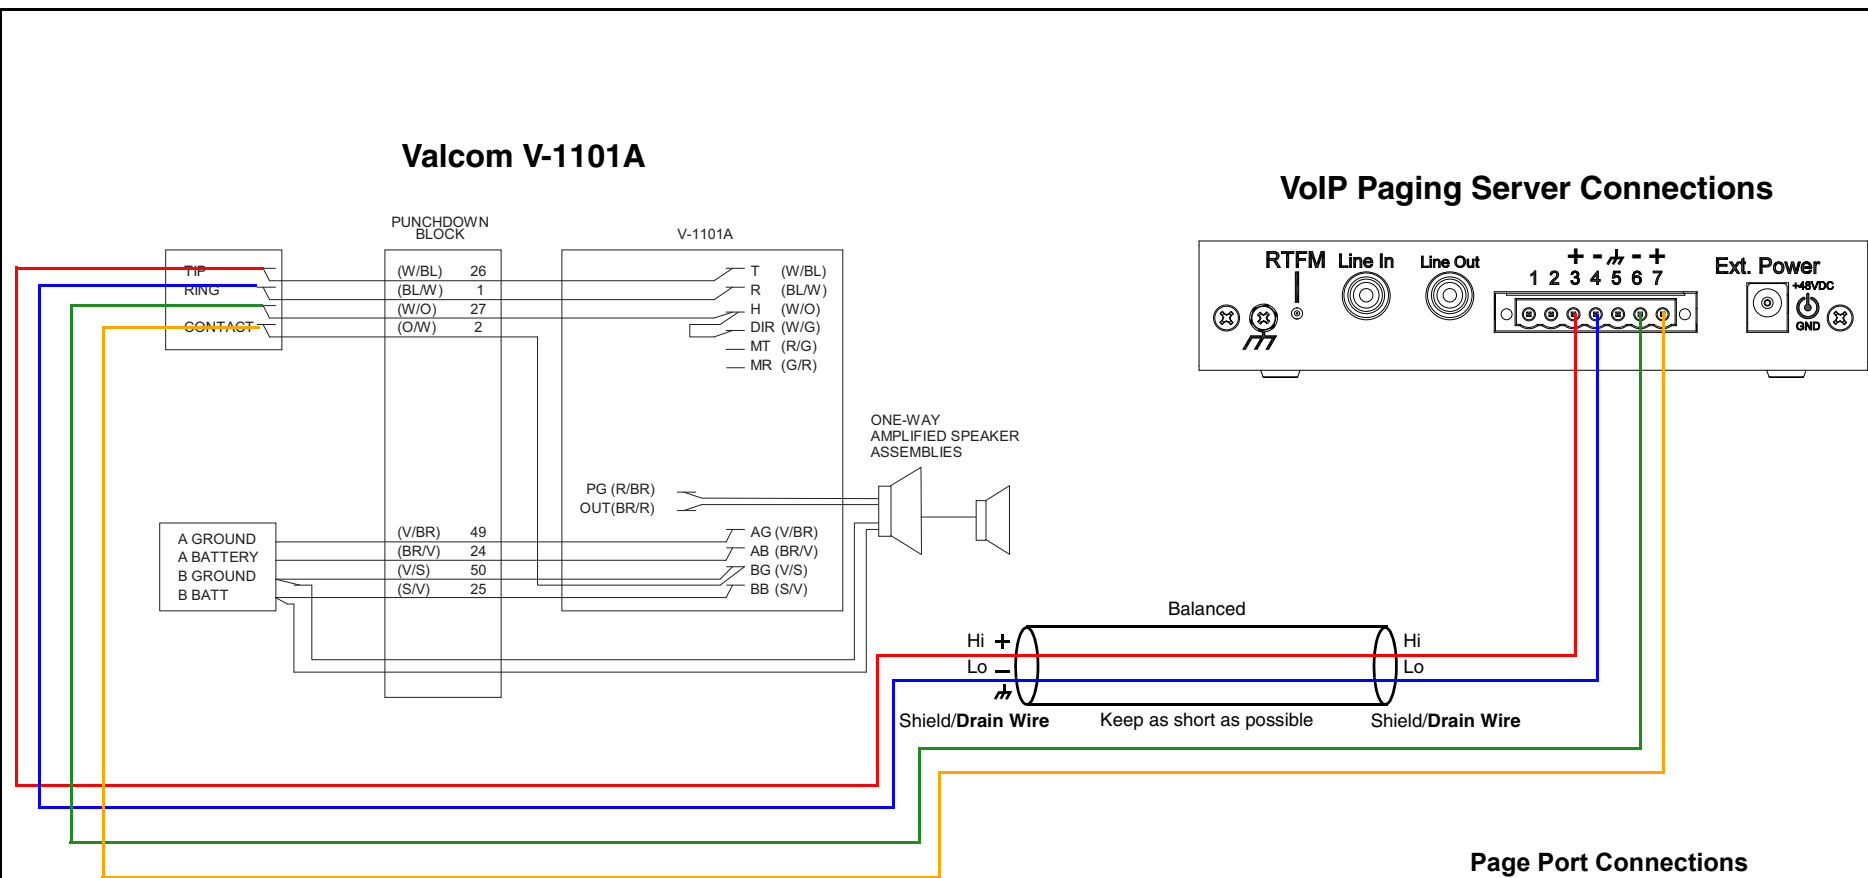 Valcom V-1101A
VoIP Paging Server Connections
PUNCHDOWN
BLOCK
V-1101A
TIP
RING
CONTACT
(W/BL) 26
(BL/W) 1
(W/O) 27
(O/W) 2
T (W/BL)
R (BL/W)
H (W/O)
DIR (W/G)
MT (R/G)
MR (G/R)
RTFM
Line In
Line Out
+ - - +
1 2 3 4 5 6 7
Ext. Power
+48VDC
GND
ONE-WAY
AMPLIFIED SPEAKER
ASSEMBLIES
PG (R/BR)
OUT(BR/R)
A GROUND
A BATTERY
B GROUND
B BATT
(V/BR) 49
(BR/V) 24
(V/S) 50
(S/V) 25
AG (V/BR)
AB (BR/V)
BG (V/S)
BB (S/V)
Balanced
Hi +
Lo -
Hi
Lo
Shield/Drain Wire
Keep as short as possible
Shield/Drain Wire
Page Port Connections